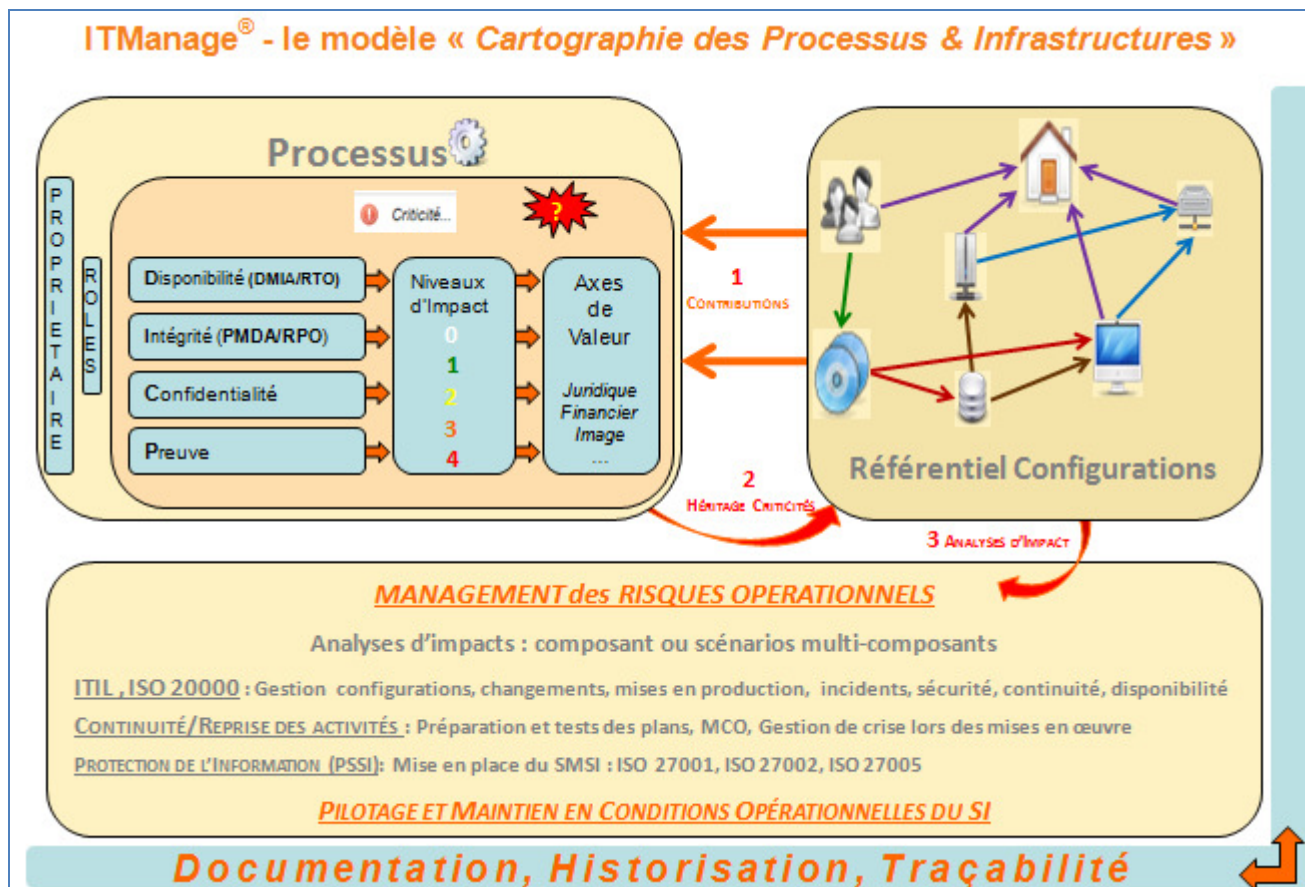 ITManage® - le modèle « Cartographie des Processus & Infrastructures »
Processus
PROPRIETAIRE
ROLES
Criticité...
?
Disponibilité (DMIA/RTO)
Intégrité (PMDA/RPO)
Confidentialité
Preuve
Niveaux
d'Impact
0
1
2
3
4
Axes
de
Valeur
Juridique
Financier
Image
...
1
CONTRIBUTIONS
2
HÉRITAGE CRITICITÉS
Référentiel Configurations
3 ANALYSES D'IMPACT
MANAGEMENT des RISQUES OPERATIONNELS
Analyses d'impacts : composant ou scénarios multi-composants
ITIL , ISO 20000 : Gestion configurations, changements, mises en production, incidents, sécurité, continuité, disponibilité
CONTINUITÉ/REPRISE DES ACTIVITÉS : Préparation et tests des plans, MCO, Gestion de crise lors des mises en œuvre
PROTECTION DE L'INFORMATION (PSSI): Mise en place du SMSI : ISO 27001, ISO 27002, ISO 27005
PILOTAGE ET MAINTIEN EN CONDITIONS OPÉRATIONNELLES DU SI
Documentation, Historisation, Traçabilité